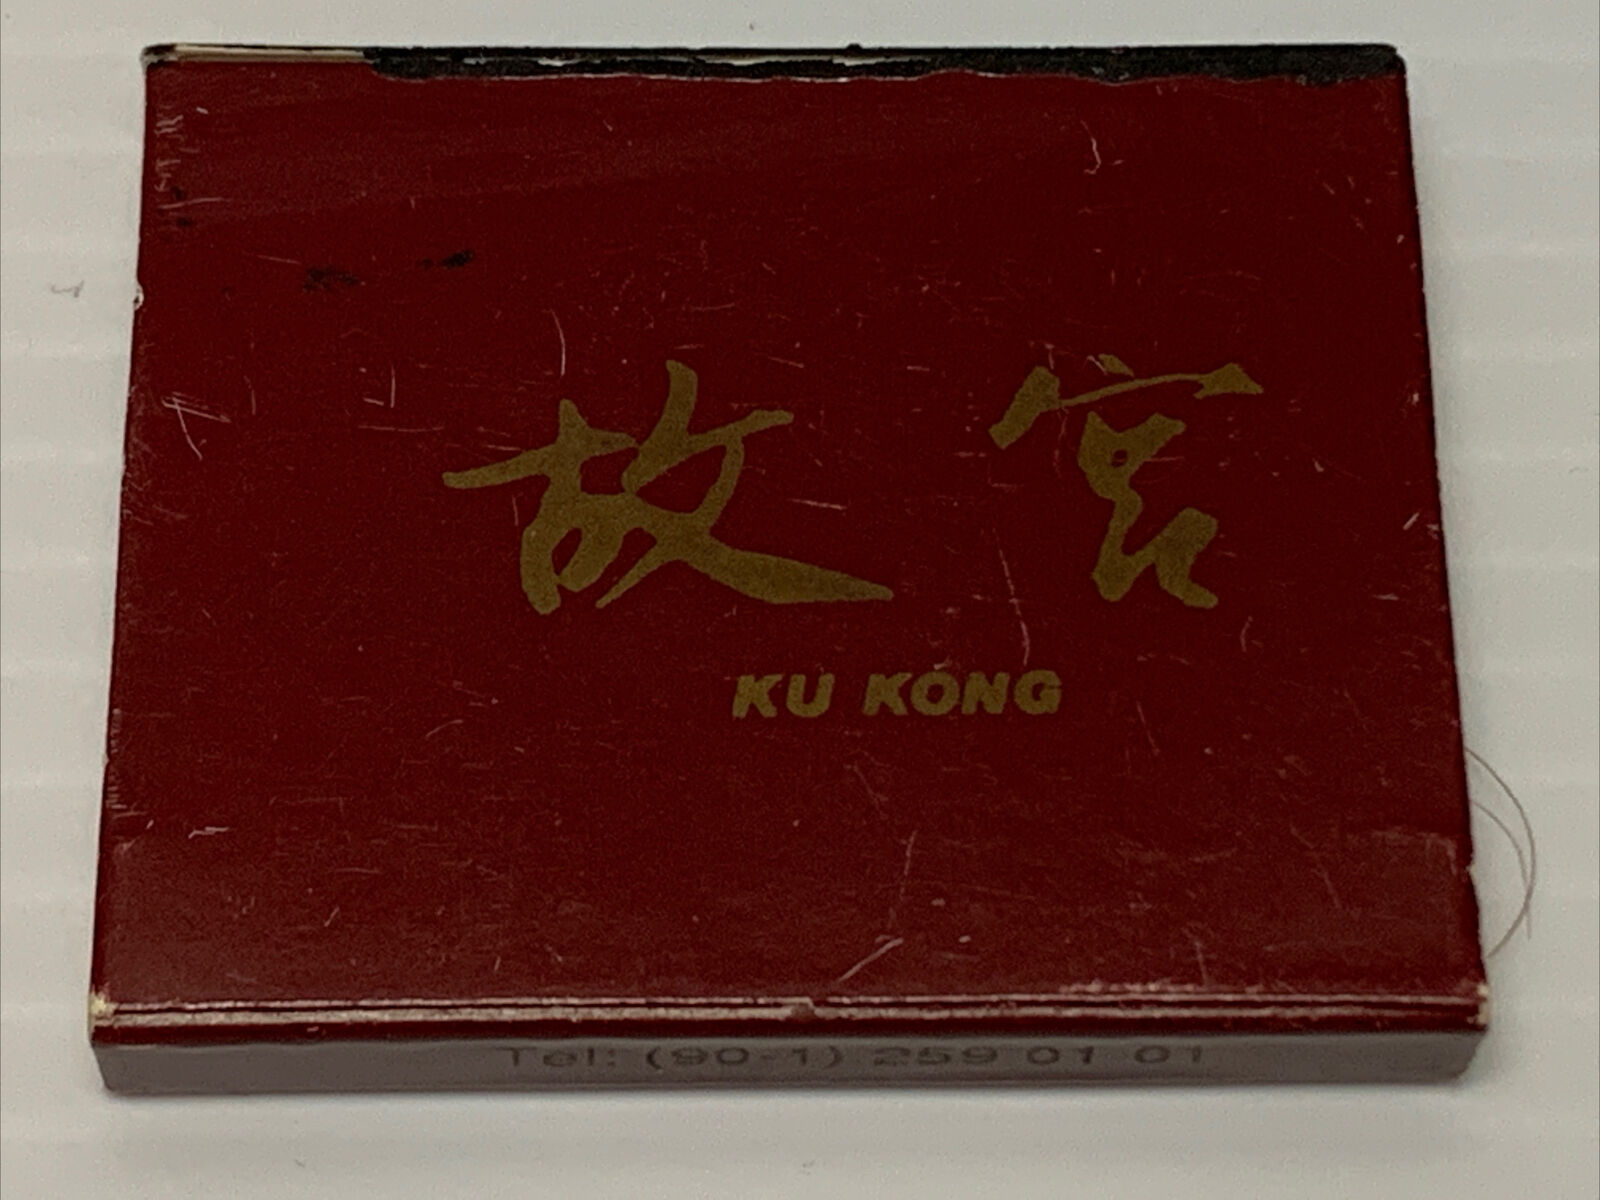 故宮
KU KONG
Tel: (90-1) 259 01 01